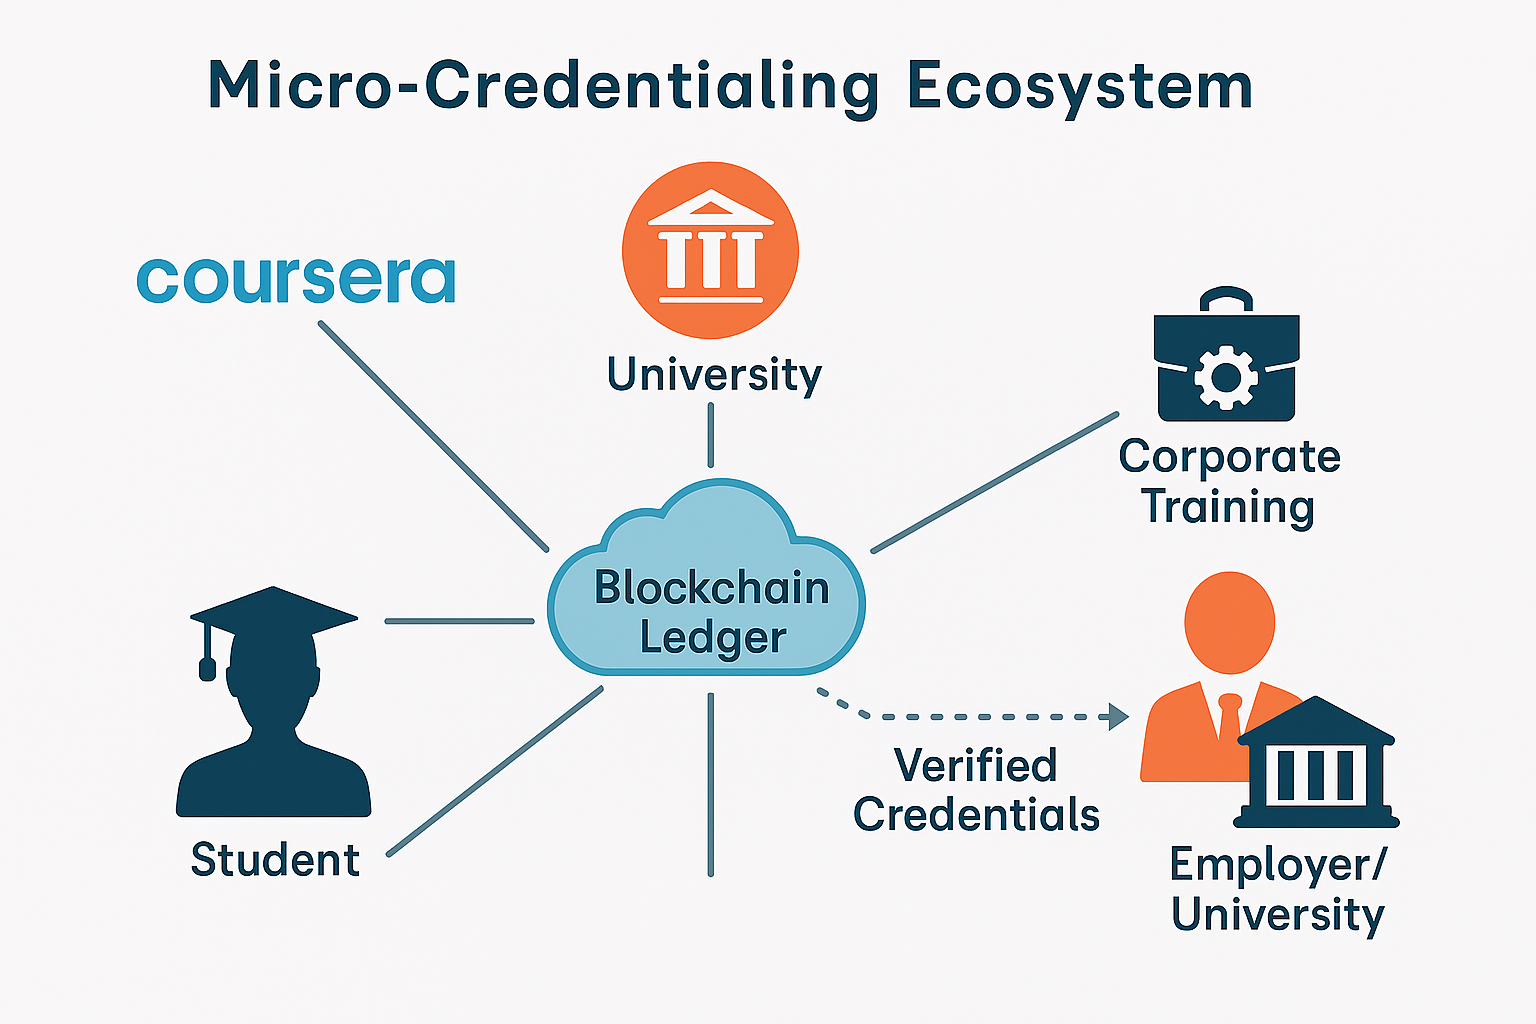 Micro-Credentialing Ecosystem
coursera
University
Corporate
Training
Blockchain
Ledger
Student
Verified
Credentials
Employer/
University